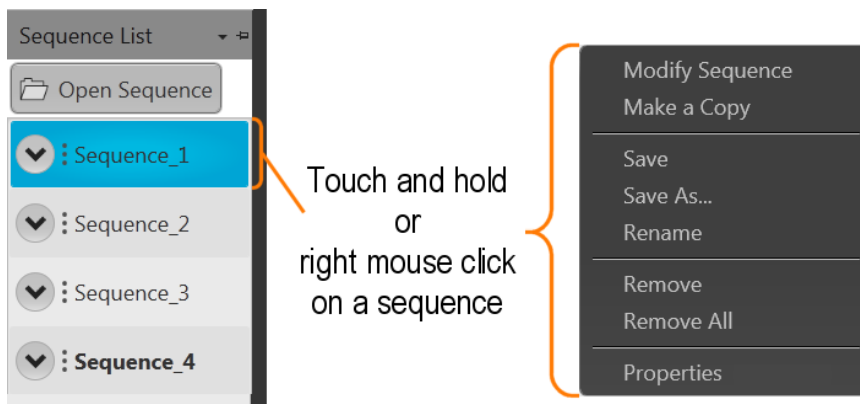 Sequence List
Open Sequence
Sequence_1
Sequence_2
Sequence_3
Sequence_4
Touch and hold
or
right mouse click
on a sequence
Modify Sequence
Make a Copy
Save
Save As...
Rename
Remove
Remove All
Properties